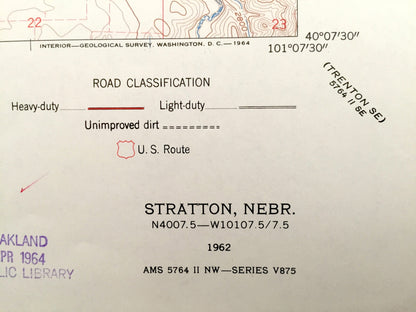 22
23
2800
40°07'30"
INTERIOR—GEOLOGICAL SURVEY, WASHINGTON, D. C.—1964
101°07'30"
(TRENTON SE)
5764 II SE
ROAD CLASSIFICATION
Heavy-duty Light-duty
Unimproved dirt
U. S. Route
STRATTON, NEBR.
N4007.5—W10107.5/7.5
1962
AMS 5764 II NW—SERIES V875
AKLAND
PR 1964
LIC LIBRARY